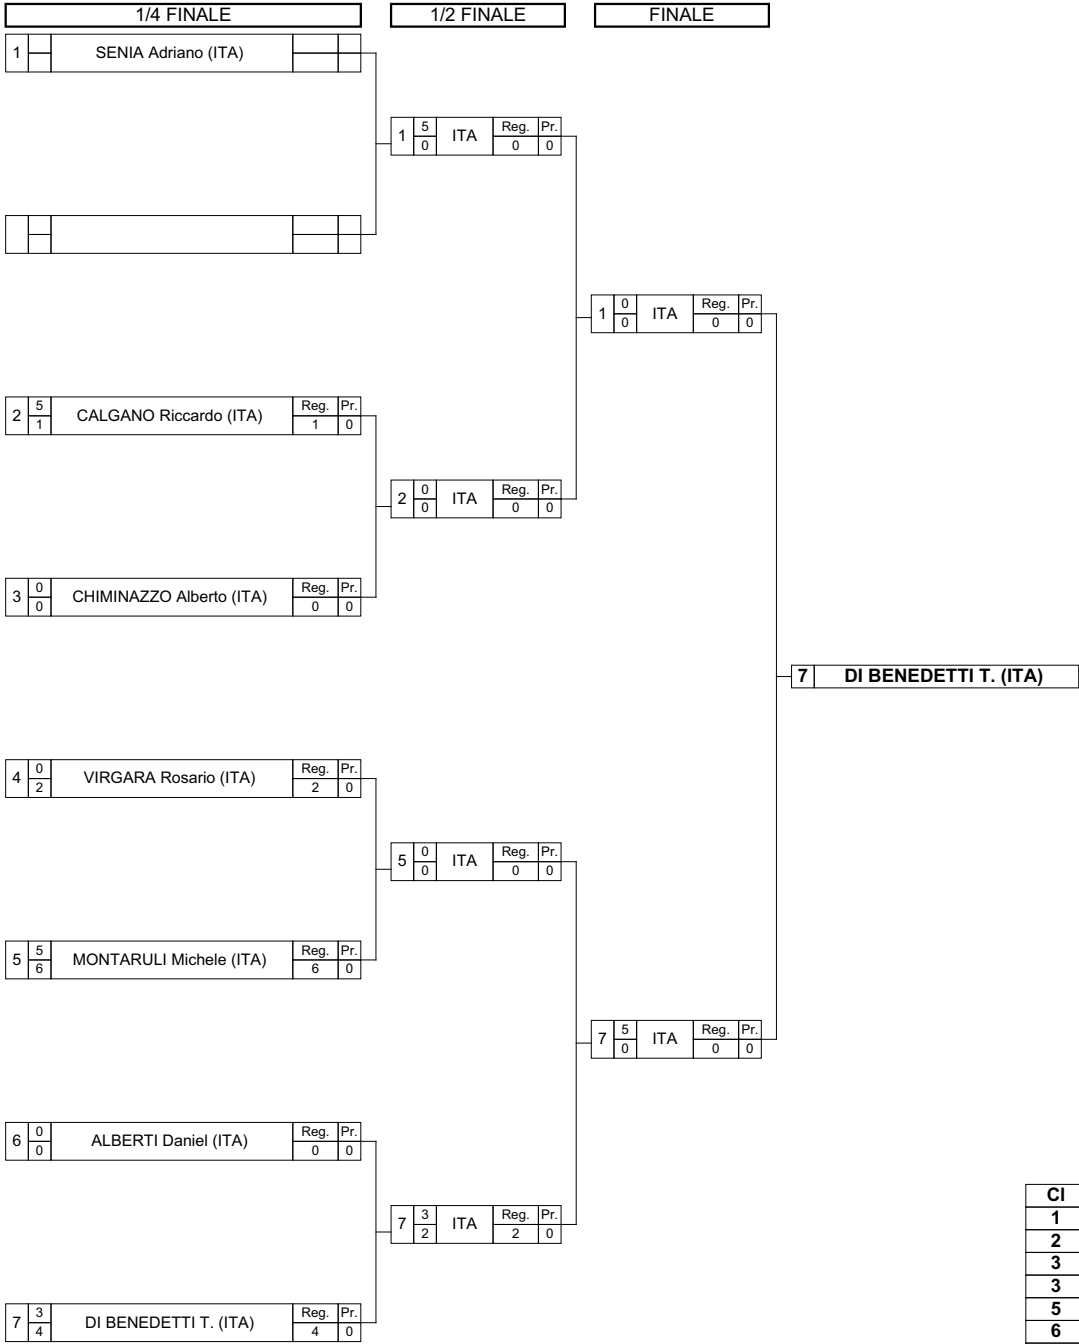 1/4 FINALE 1/2 FINALE FINALE
1 SENIA Adriano (ITA)
5 Reg. Pr.
1 ITA
0 0 0
0 Reg. Pr.
1 ITA
0 0 0
5 Reg. Pr.
2 CALGANO Riccardo (ITA)
1 1 0
0 Reg. Pr.
2 ITA
0 0 0
0 Reg. Pr.
3 CHIMINAZZO Alberto (ITA)
0 0 0
7 DI BENEDETTI T. (ITA)
0 Reg. Pr.
4 VIRGARA Rosario (ITA)
2 2 0
0 Reg. Pr.
5 ITA
0 0 0
5 Reg. Pr.
5 MONTARULI Michele (ITA)
6 6 0
5 Reg. Pr.
7 ITA
0 0 0
0 Reg. Pr.
6 ALBERTI Daniel (ITA)
0 0 0
3 Reg. Pr.
7 ITA
2 2 0
3 Reg. Pr.
7 DI BENEDETTI T. (ITA)
4 4 0
Cl
1
2
3
3
5
6